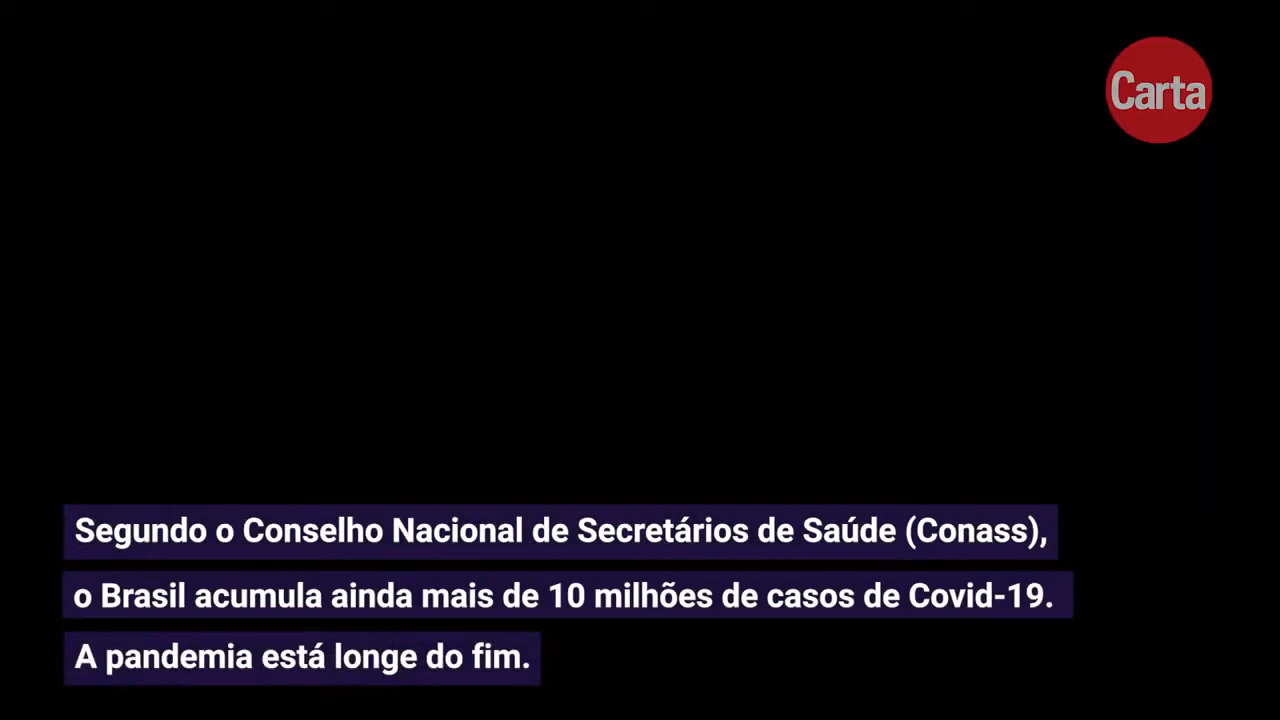 Carta
Segundo o Conselho Nacional de Secretários de Saúde (Conass),
o Brasil acumula ainda mais de 10 milhões de casos de Covid-19.
A pandemia está longe do fim.